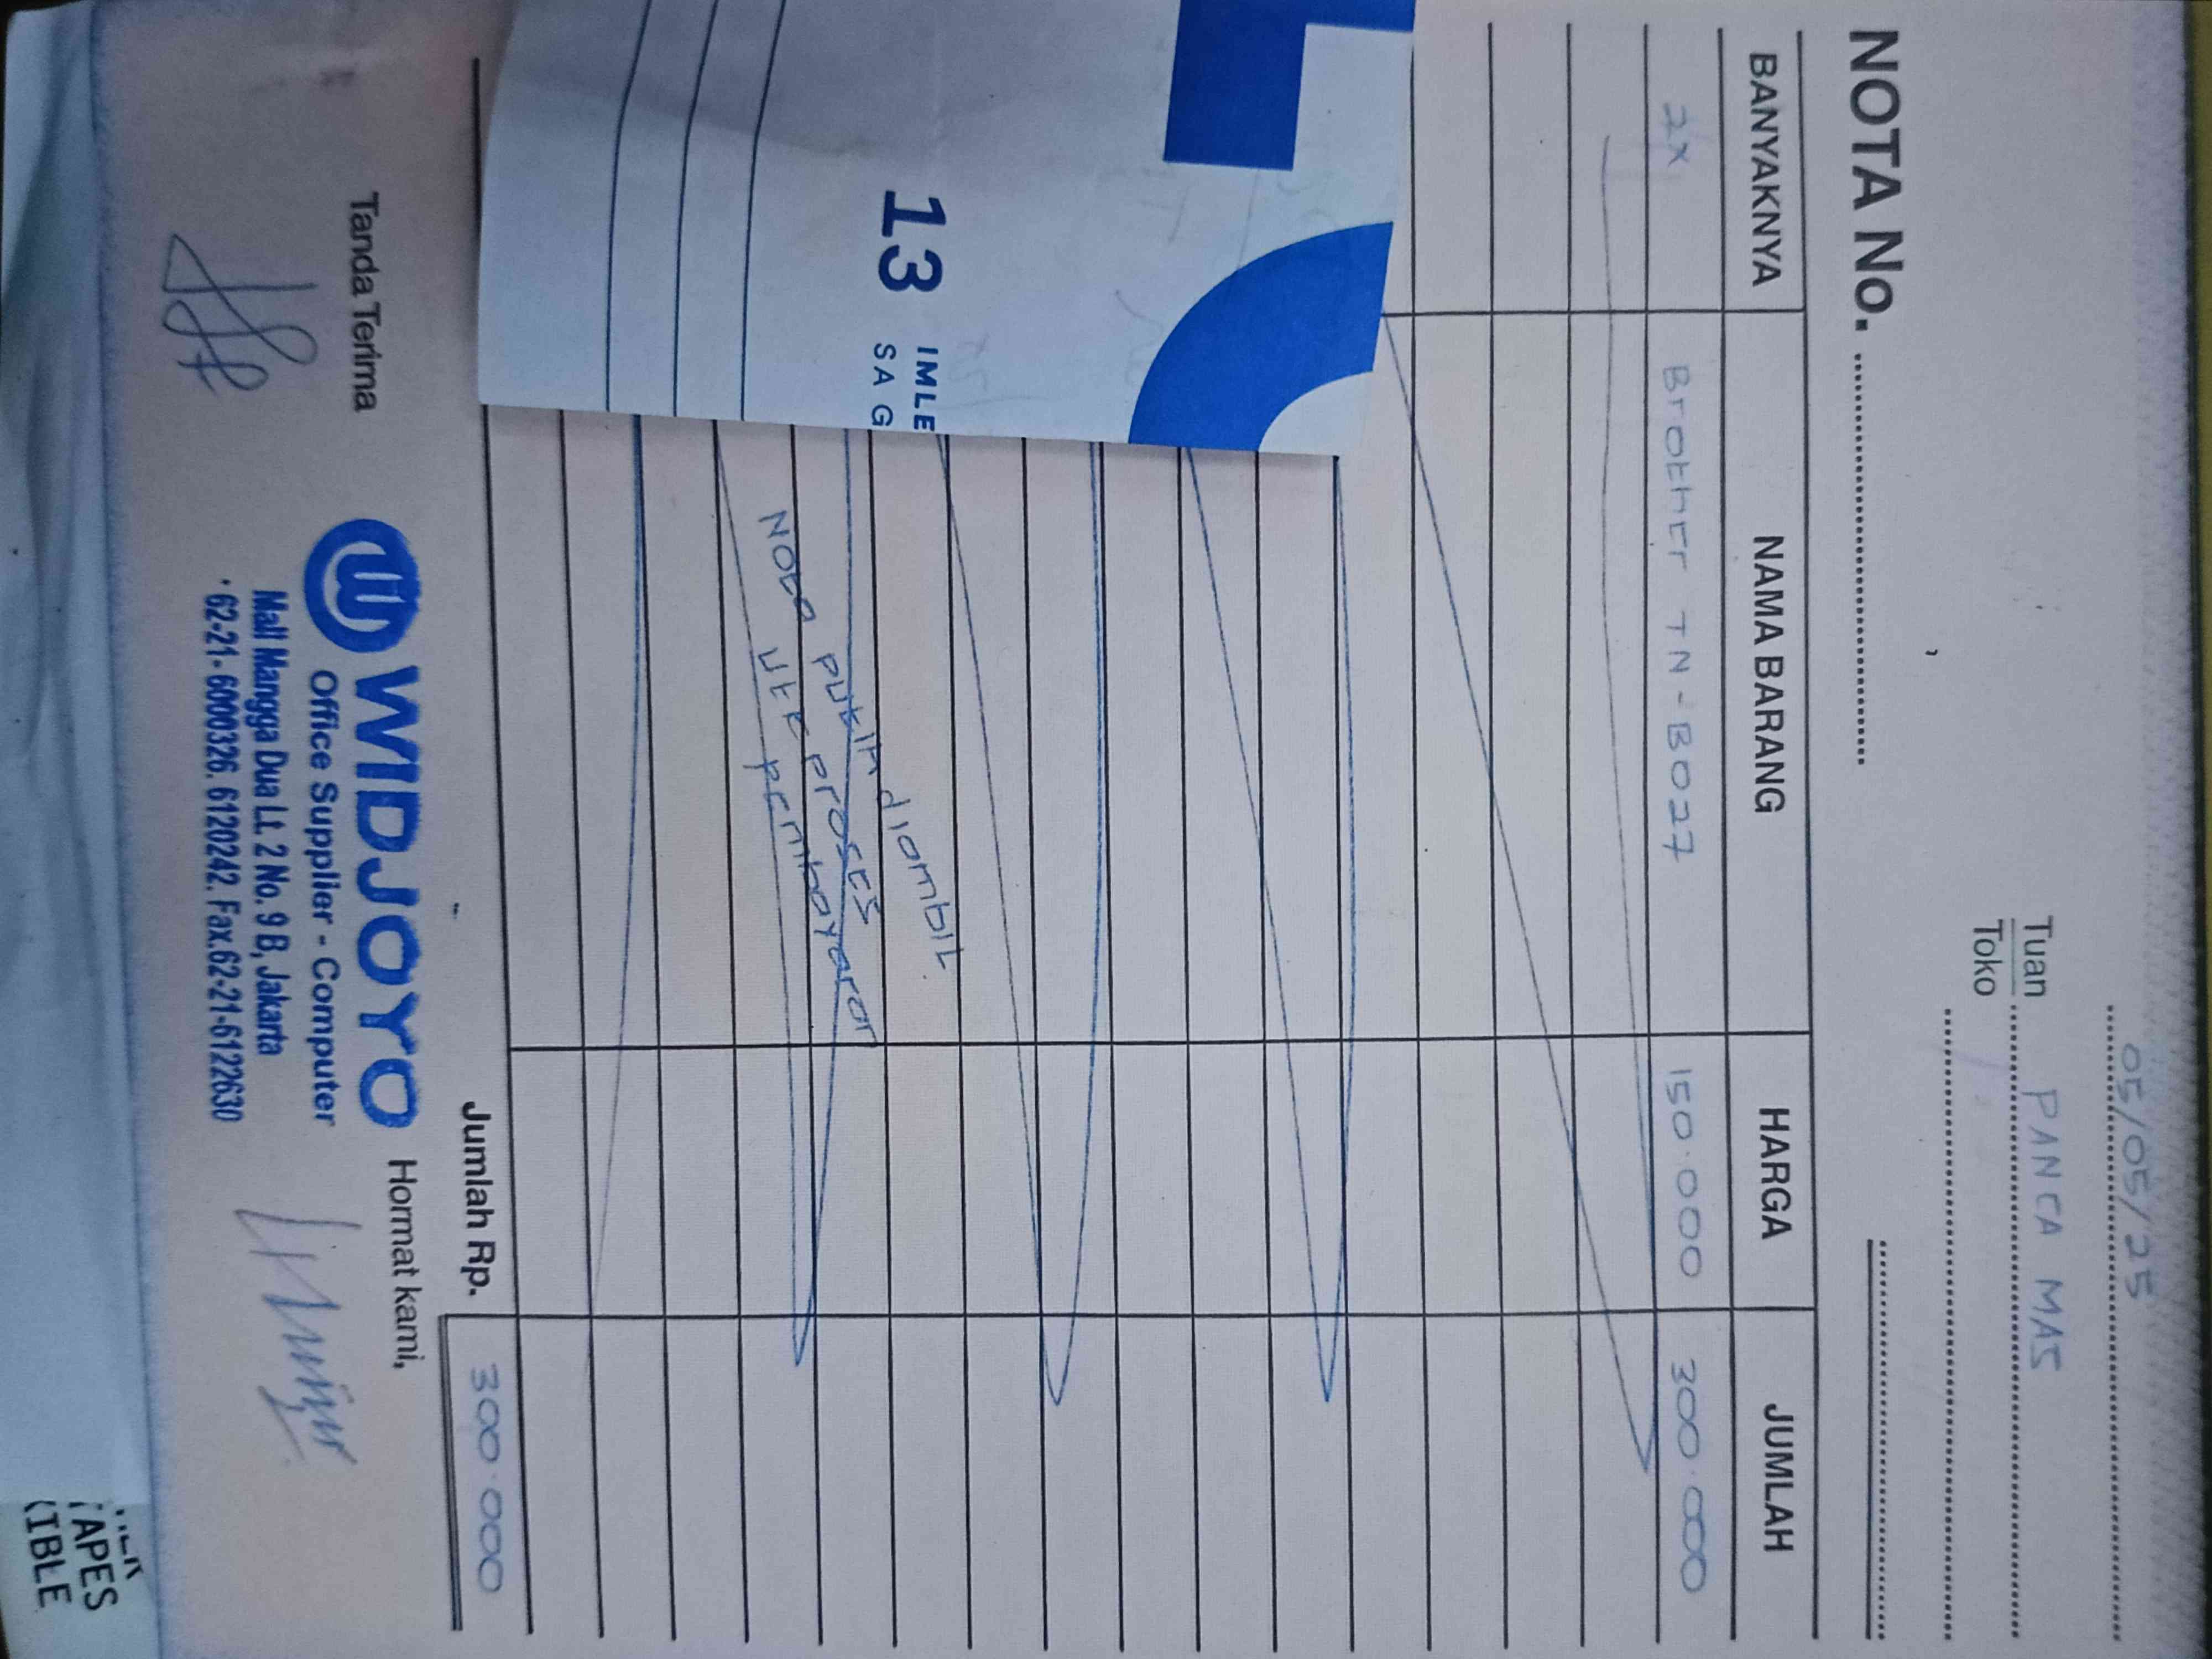 05/05/25
Tuan PANCA MAS
Toko
NOTA No.
BANYAKNYA NAMA BARANG HARGA JUMLAH
2x Brother TN-B027 150.000 300.000
13 IMLE
SAG
Nota putih diambil
utk proses
pembayaran
Jumlah Rp. 300.000
Tanda Terima Hormat kami,
WIDJOYO
Office Supplier - Computer
Mall Mangga Dua Lt. 2 No. 9 B, Jakarta
62-21-6000326. 6120242. Fax.62-21-6122630
APES
IBLE